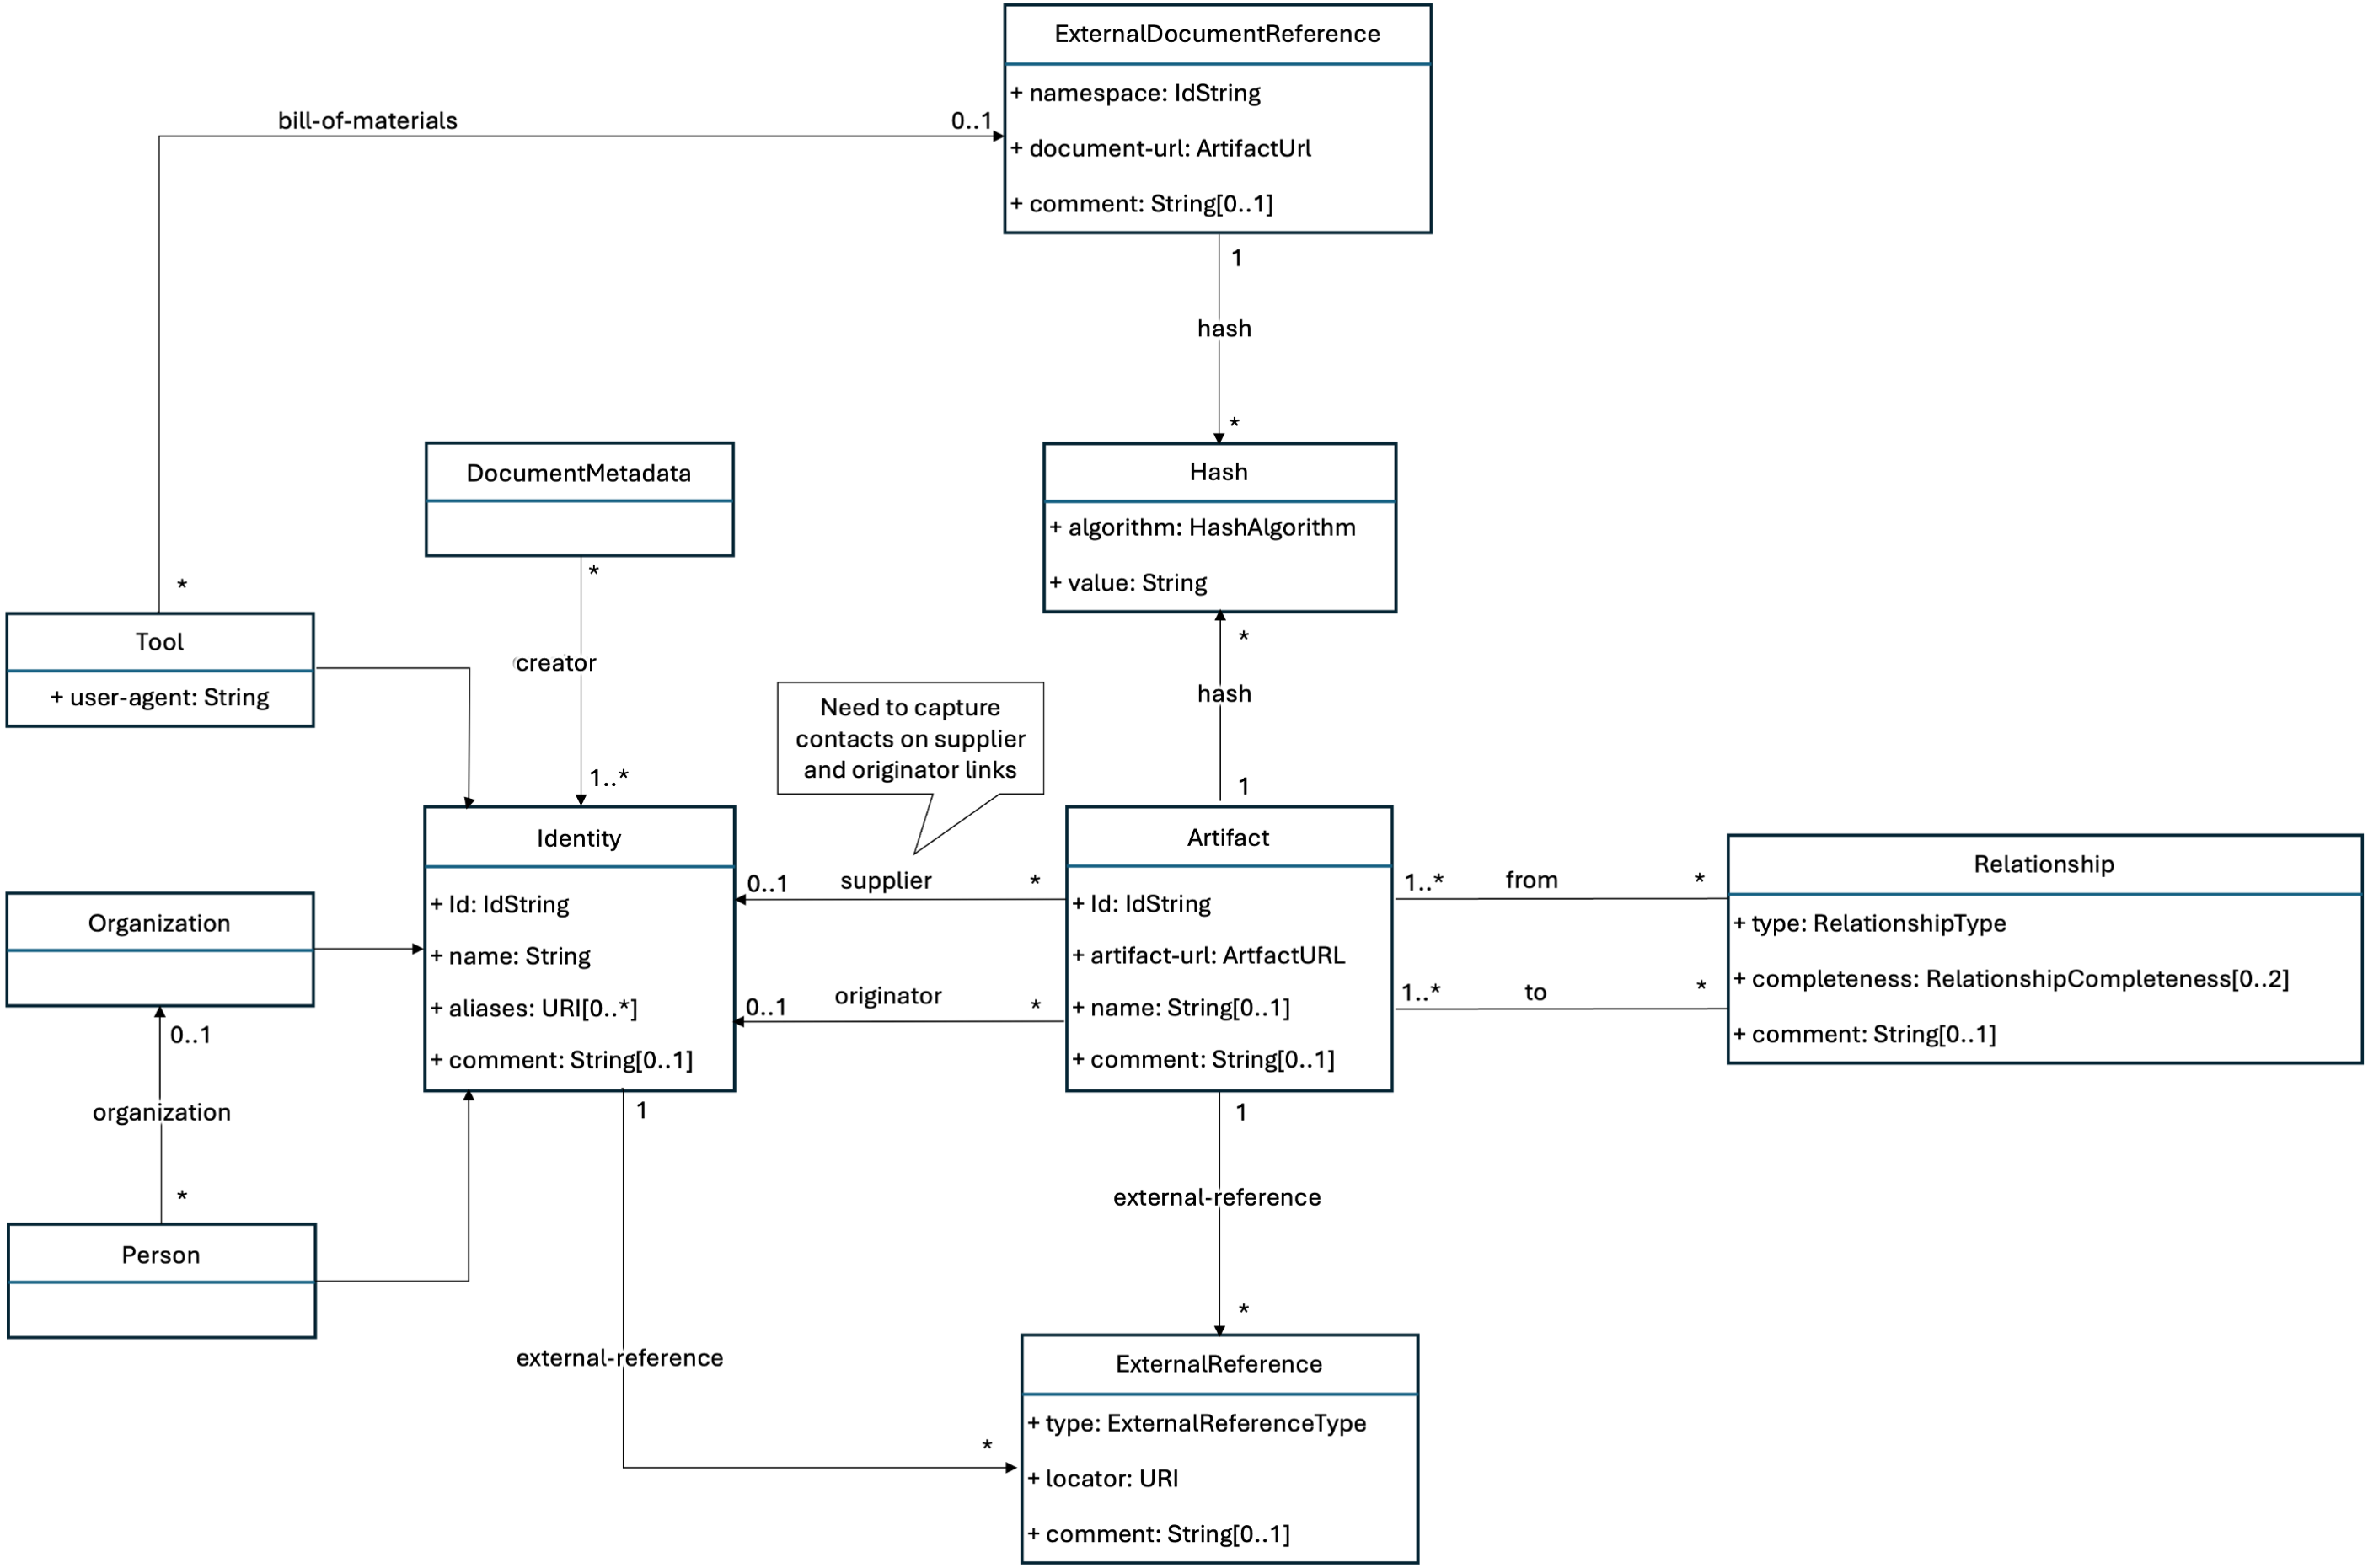 ExternalDocumentReference
+ namespace: IdString
+ document-url: ArtifactUrl
+ comment: String[0..1]
bill-of-materials
0..1
1
hash
*
DocumentMetadata
Hash
+ algorithm: HashAlgorithm
+ value: String
*
*
Tool
+ user-agent: String
creator
1..*
Need to capture
contacts on supplier
and originator links
*
hash
1
Identity
+ Id: IdString
+ name: String
+ aliases: URI[0..*]
+ comment: String[0..1]
0..1
supplier
*
0..1
originator
*
Artifact
+ Id: IdString
+ artifact-url: ArtfactURL
+ name: String[0..1]
+ comment: String[0..1]
1..*
from
*
1..*
to
*
Relationship
+ type: RelationshipType
+ completeness: RelationshipCompleteness[0..2]
+ comment: String[0..1]
Organization
0..1
organization
*
Person
1
external-reference
*
1
external-reference
*
ExternalReference
+ type: ExternalReferenceType
+ locator: URI
+ comment: String[0..1]